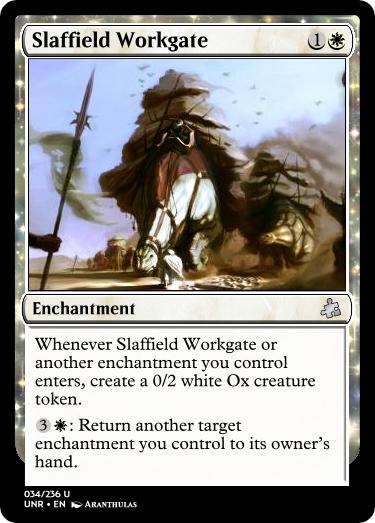 Slaffield Workgate 1
Enchantment
Whenever Slaffield Workgate or
another enchantment you control
enters, create a 0/2 white Ox creature
token.
3 : Return another target
enchantment you control to its owner's
hand.
034/236 U
UNR • EN Aranthulas